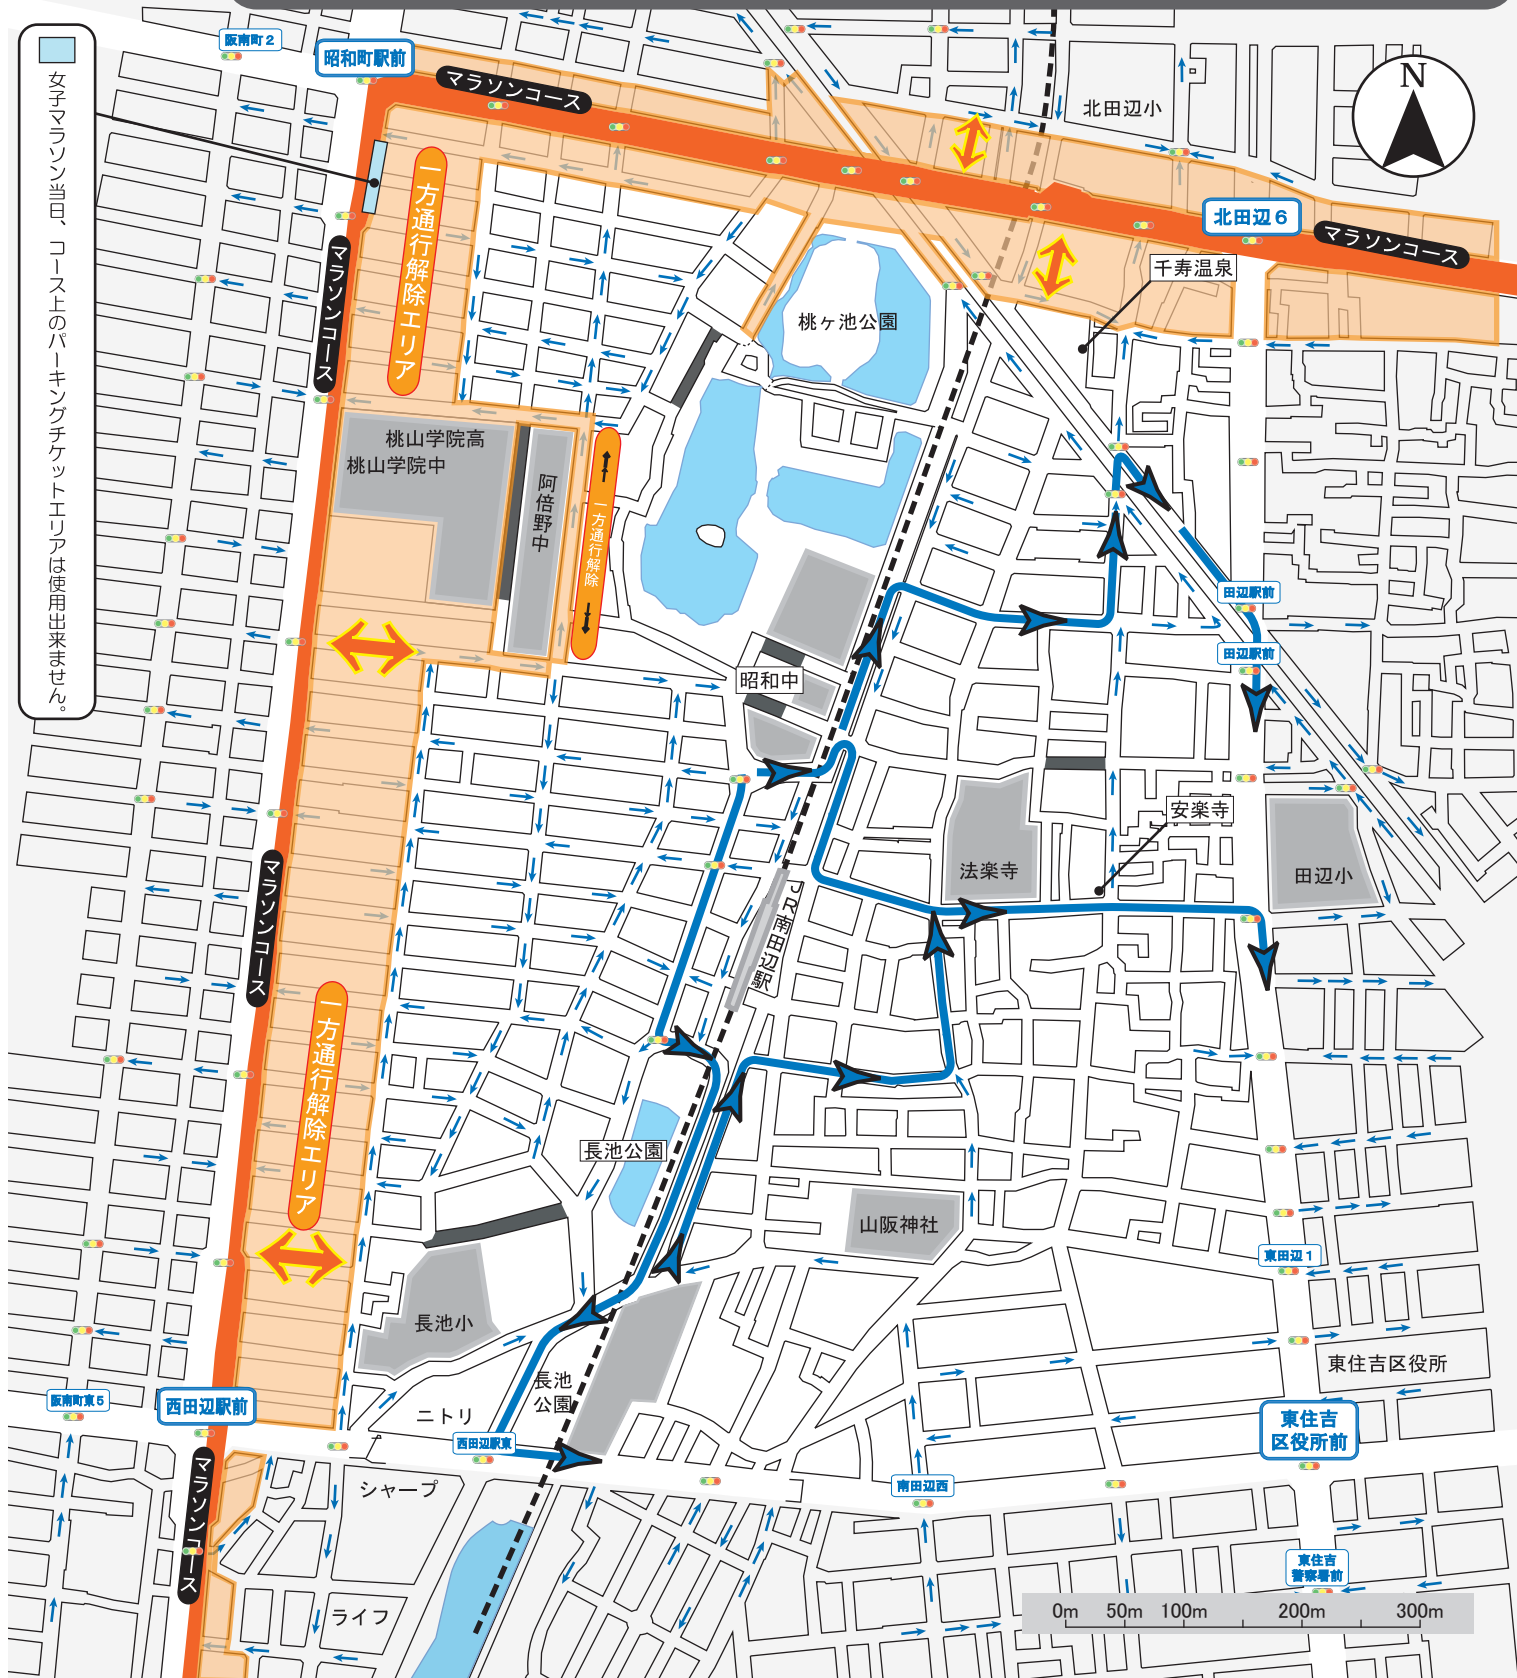 阪南町2
昭和町駅前
マラソンコース
北田辺小
N
女子マラソン当日、コース上のパーキングチケットエリアは使用出来ません。
一方通行解除エリア
北田辺6
マラソンコース
マラソンコース
千寿温泉
桃ヶ池公園
桃山学院高
桃山学院中
阿倍野中
一方通行解除
田辺駅前
田辺駅前
昭和中
安楽寺
法楽寺
田辺小
マラソンコース
JR南田辺駅
一方通行解除エリア
長池公園
山阪神社
東田辺1
長池小
東住吉区役所
長池
公園
阪南町東5
西田辺駅前
ニトリ
西田辺駅東
東住吉
区役所前
シャープ
南田辺西
マラソンコース
東住吉
警察署前
ライフ
0m 50m 100m 200m 300m